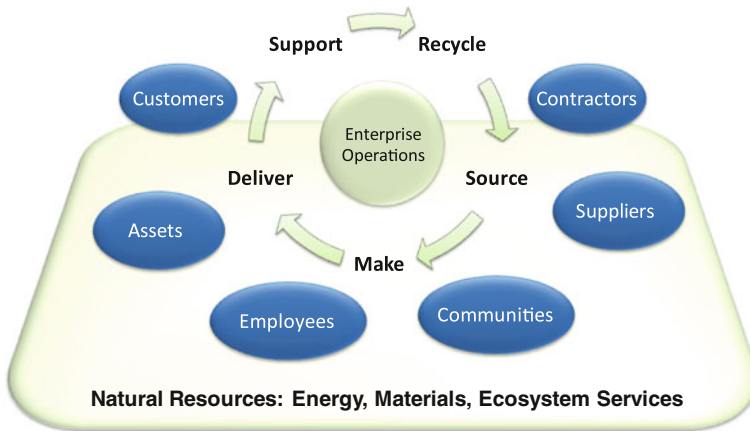 Support
Recycle
Customers
Contractors
Enterprise
Operations
Deliver
Source
Suppliers
Assets
Make
Employees
Communities
Natural Resources: Energy, Materials, Ecosystem Services